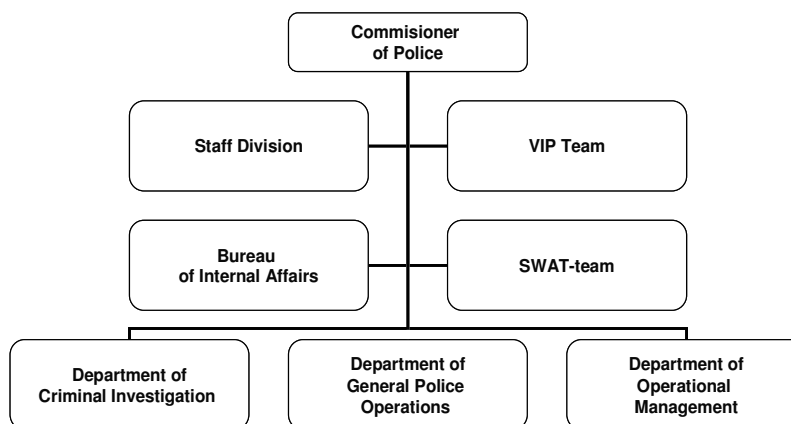 Commisioner
of Police
Staff Division
VIP Team
Bureau
of Internal Affairs
SWAT-team
Department of
Criminal Investigation
Department of
General Police
Operations
Department of
Operational
Management